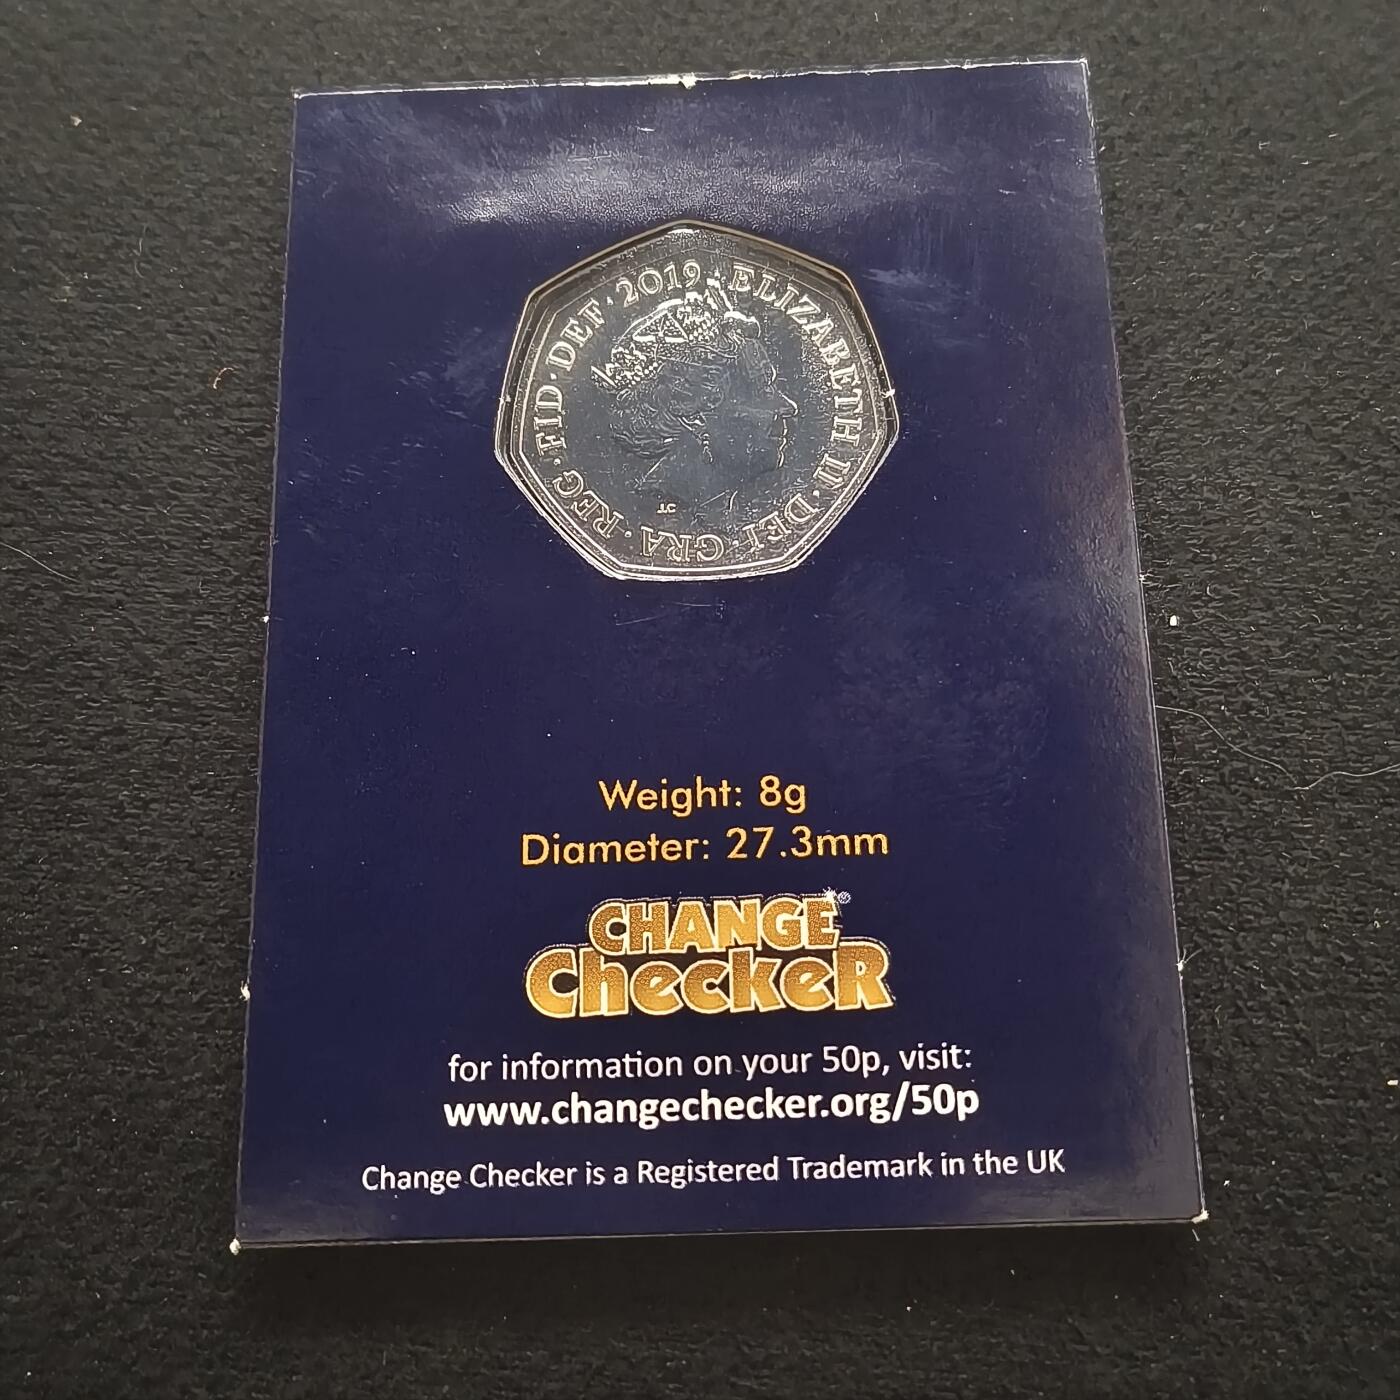 ELIZABETH II · DEI · GRA · REG · FID · DEF · 2019 ·
JC
Weight: 8g
Diameter: 27.3mm
CHANGE
CHecKeR
for information on your 50p, visit:
www.changechecker.org/50p
Change Checker is a Registered Trademark in the UK